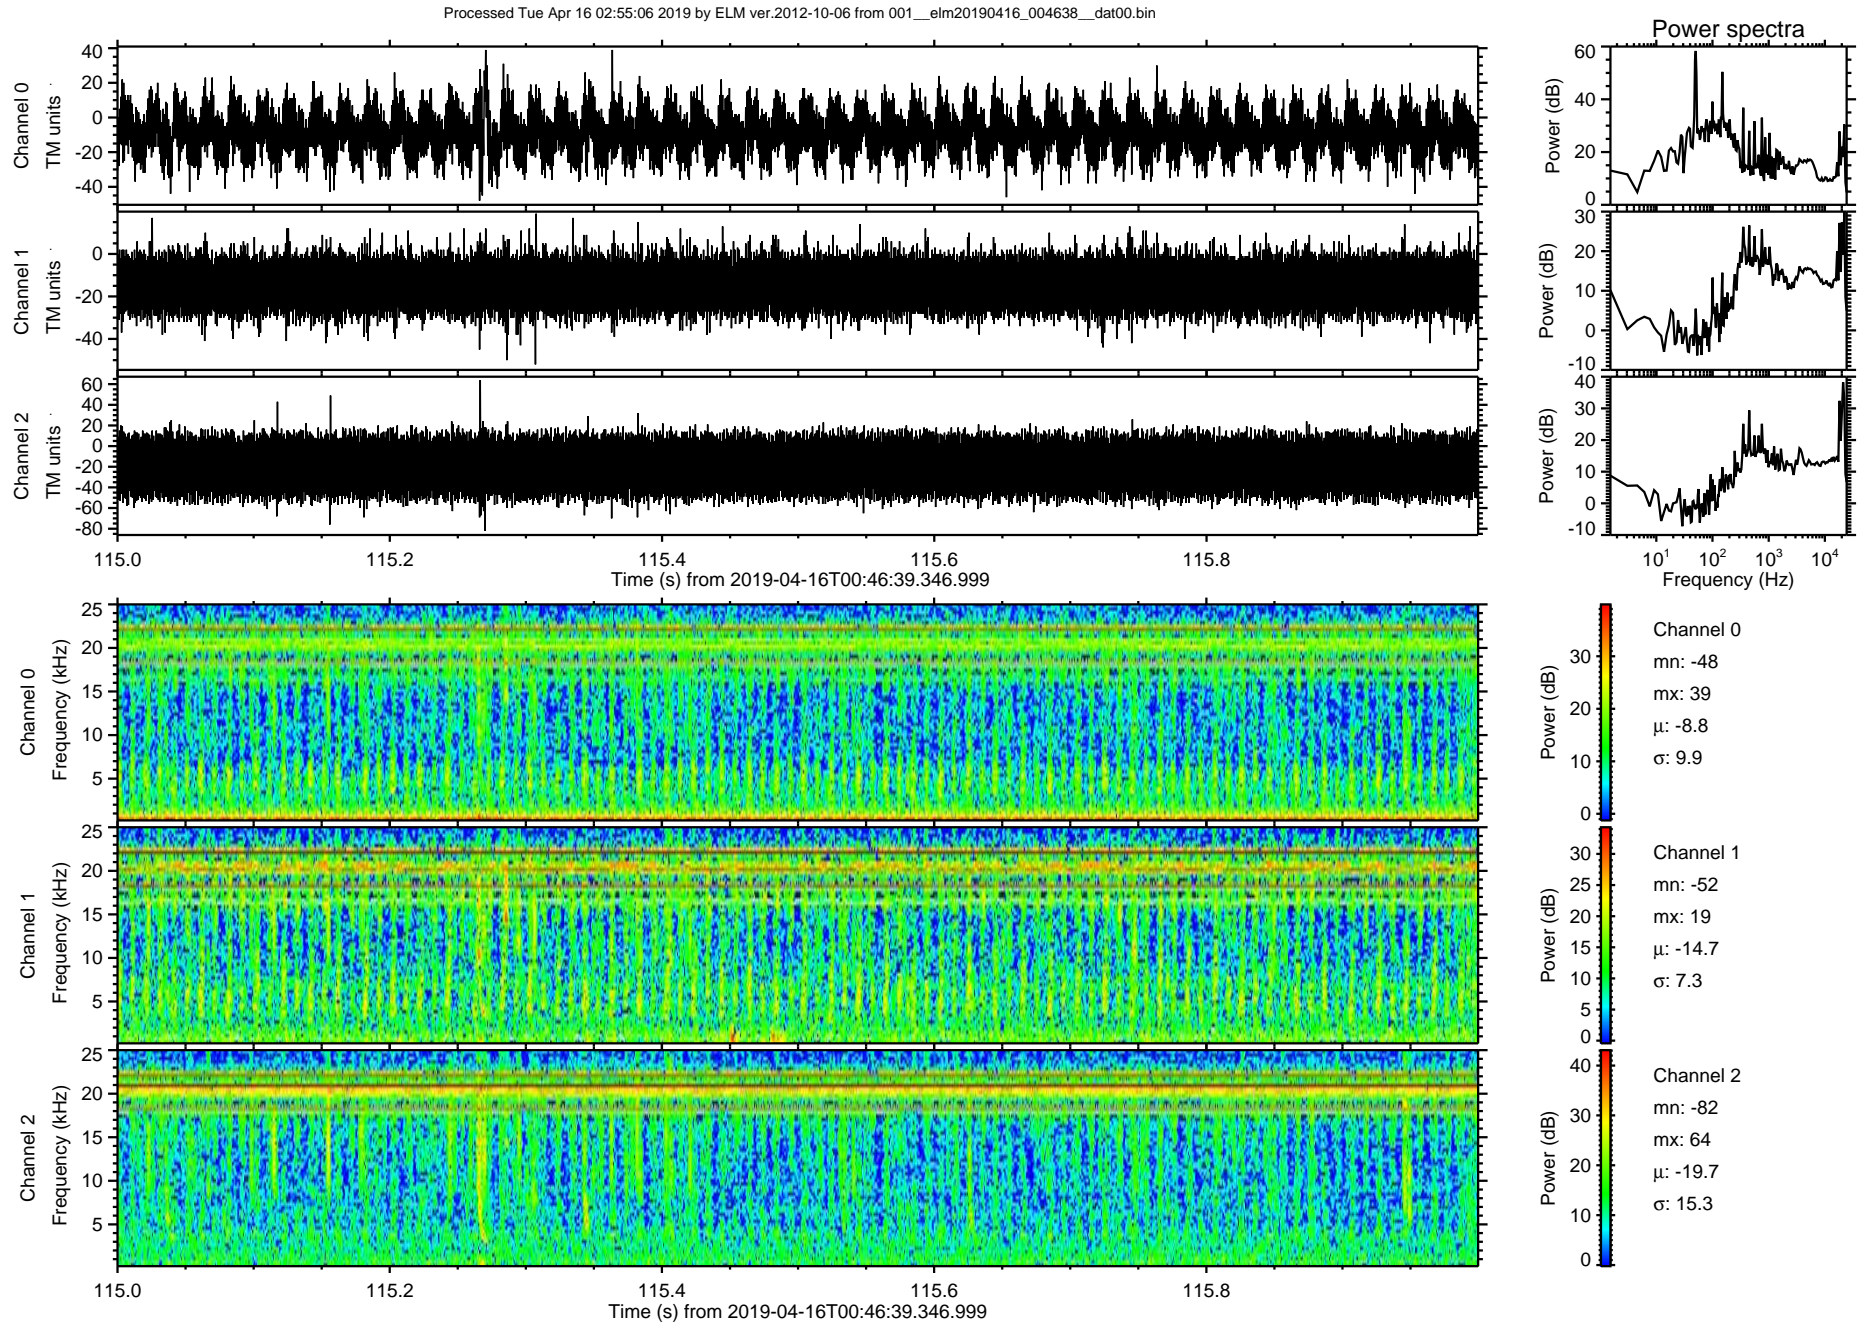 Processed Tue Apr 16 02:55:06 2019 by ELM ver.2012-10-06 from 001__elm20190416_004638__dat00.bin
Power spectra
Channel 0
TM units
40
20
0
-20
-40
Power (dB)
60
40
20
0
Channel 1
TM units
0
-20
-40
Power (dB)
30
20
10
0
-10
Channel 2
TM units
60
40
20
0
-20
-40
-60
-80
Power (dB)
40
30
20
10
0
-10
115.0 115.2 115.4 115.6 115.8
Time (s) from 2019-04-16T00:46:39.346.999
10¹ 10² 10³ 10⁴
Frequency (Hz)
Channel 0
Frequency (kHz)
25
20
15
10
5
Power (dB)
30
20
10
0
Channel 0
mn: -48
mx: 39
μ: -8.8
σ: 9.9
Channel 1
Frequency (kHz)
25
20
15
10
5
Power (dB)
30
25
20
15
10
5
0
Channel 1
mn: -52
mx: 19
μ: -14.7
σ: 7.3
Channel 2
Frequency (kHz)
25
20
15
10
5
Power (dB)
40
30
20
10
0
Channel 2
mn: -82
mx: 64
μ: -19.7
σ: 15.3
115.0 115.2 115.4 115.6 115.8
Time (s) from 2019-04-16T00:46:39.346.999